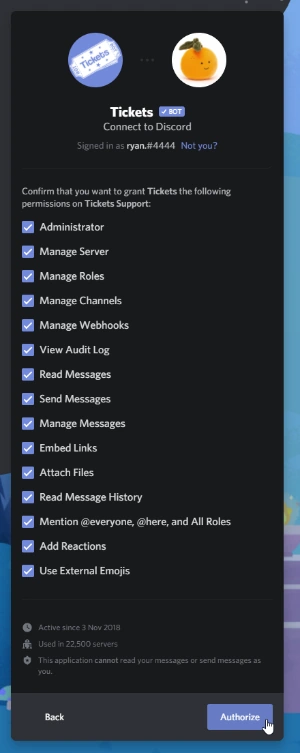 Tickets
Tickets BOT
Connect to Discord
Signed in as ryan.#4444 Not you?
Confirm that you want to grant Tickets the following
permissions on Tickets Support:
Administrator
Manage Server
Manage Roles
Manage Channels
Manage Webhooks
View Audit Log
Read Messages
Send Messages
Manage Messages
Embed Links
Attach Files
Read Message History
Mention @everyone, @here, and All Roles
Add Reactions
Use External Emojis
Active since 3 Nov 2018
Used in 22,500 servers
This application cannot read your messages or send messages as
you.
Back
Authorize